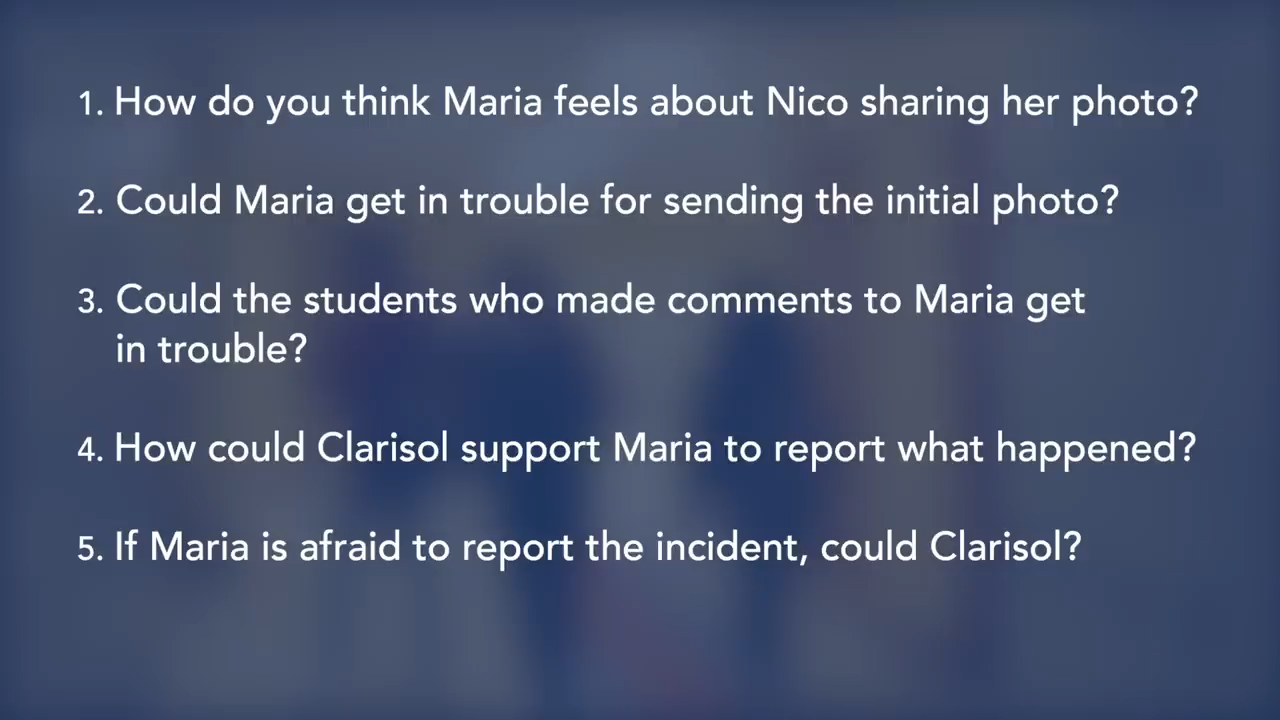 1. How do you think Maria feels about Nico sharing her photo?
2. Could Maria get in trouble for sending the initial photo?
3. Could the students who made comments to Maria get
in trouble?
4. How could Clarisol support Maria to report what happened?
5. If Maria is afraid to report the incident, could Clarisol?